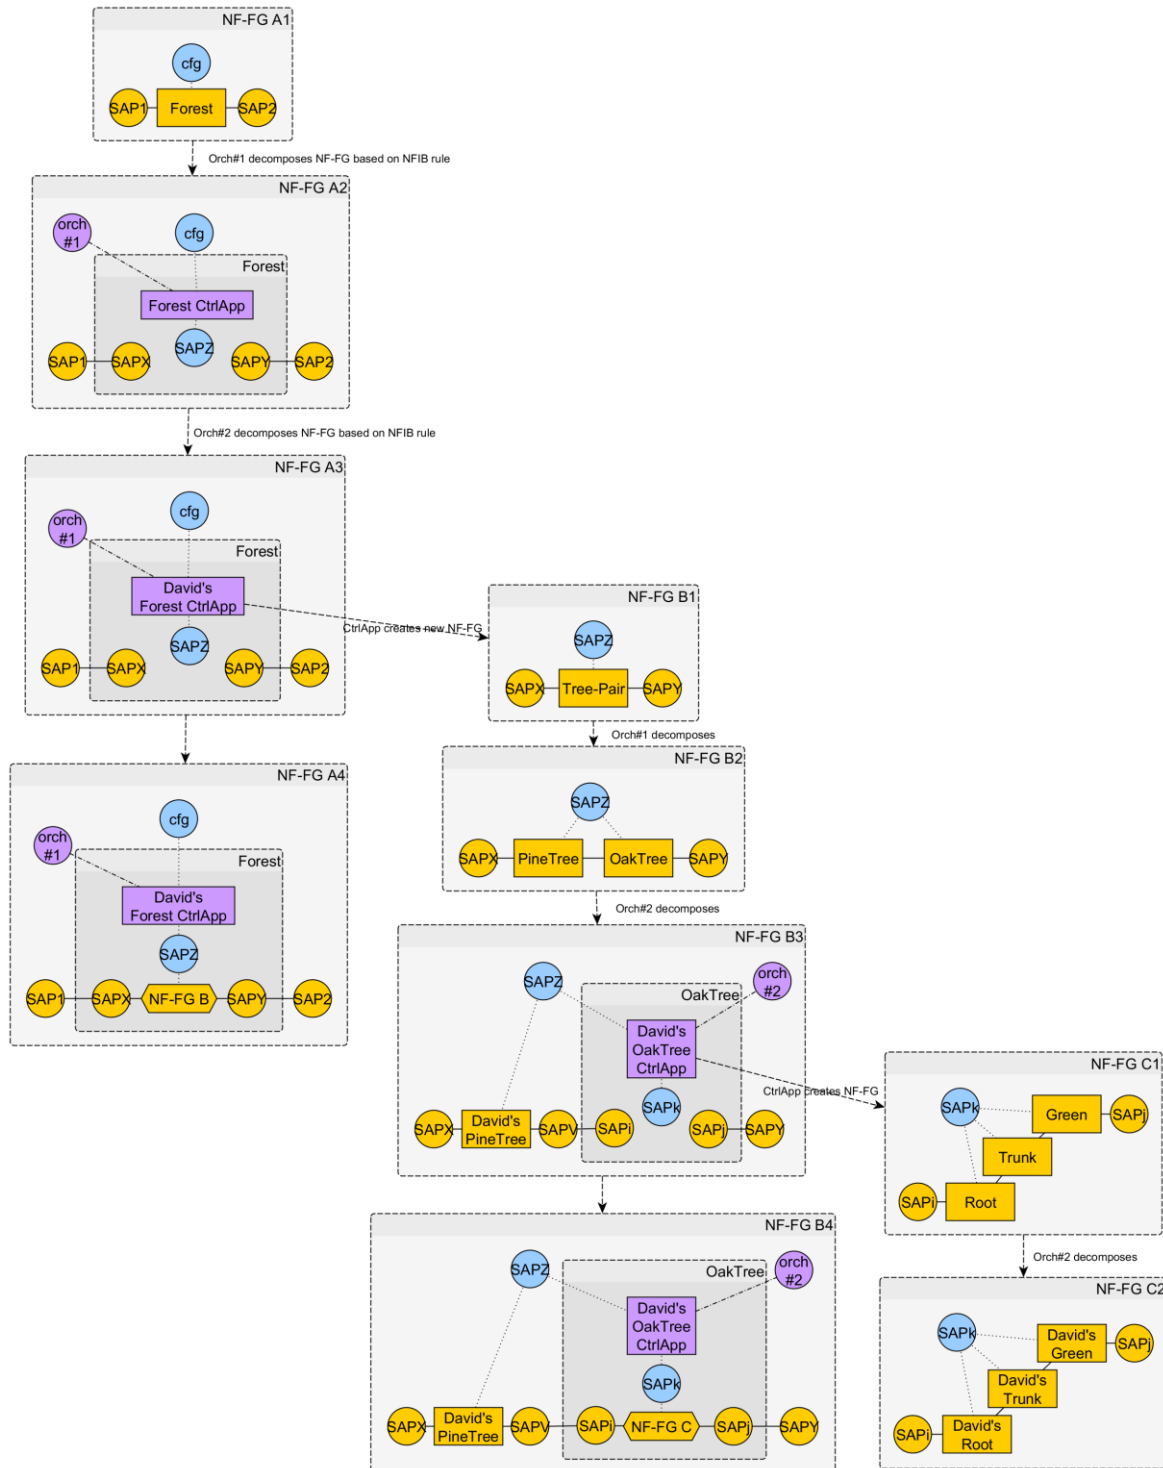 NF-FG A1
cfg
SAP1
Forest
SAP2
Orch#1 decomposes NF-FG based on NFIB rule
NF-FG A2
orch
#1
cfg
Forest
Forest CtrlApp
SAPZ
SAP1
SAPX
SAPY
SAP2
Orch#2 decomposes NF-FG based on NFIB rule
NF-FG A3
orch
#1
cfg
Forest
David's
Forest CtrlApp
SAPZ
SAP1
SAPX
SAPY
SAP2
CtrlApp creates new NF-FG
NF-FG B1
SAPZ
SAPX
Tree-Pair
SAPY
Orch#1 decomposes
NF-FG B2
SAPZ
SAPX
PineTree
OakTree
SAPY
Orch#2 decomposes
NF-FG A4
orch
#1
cfg
Forest
David's
Forest CtrlApp
SAPZ
SAP1
SAPX
NF-FG B
SAPY
SAP2
NF-FG B3
SAPZ
orch
#2
OakTree
David's
OakTree
CtrlApp
SAPk
SAPX
David's
PineTree
SAPV
SAPi
SAPj
SAPY
CtrlApp creates NF-FG
NF-FG C1
SAPk
Green
SAPj
Trunk
SAPi
Root
Orch#2 decomposes
NF-FG B4
SAPZ
orch
#2
OakTree
David's
OakTree
CtrlApp
SAPk
SAPX
David's
PineTree
SAPV
SAPi
NF-FG C
SAPj
SAPY
NF-FG C2
SAPk
David's
Green
SAPj
David's
Trunk
SAPi
David's
Root